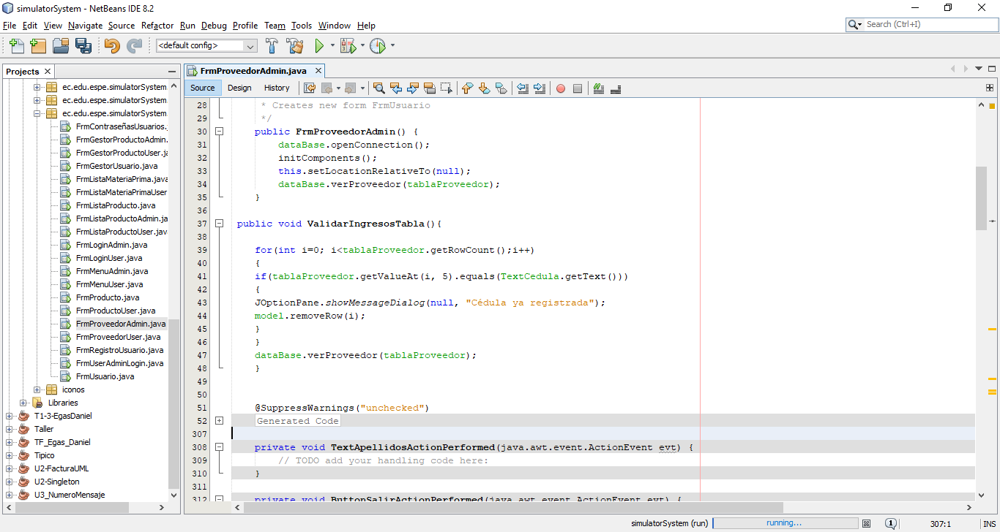 simulatorSystem - NetBeans IDE 8.2
File Edit View Navigate Source Refactor Run Debug Profile Team Tools Window Help
Search (Ctrl+I)
<default config>
Projects
ec.edu.espe.simulatorSystem
ec.edu.espe.simulatorSystem
ec.edu.espe.simulatorSystem.
FrmContraseñasUsuarios.
FrmGestorProductoAdmin.
FrmGestorProductoUser.ja
FrmGestorUsuario.java
FrmListaMateriaPrima.java
FrmListaMateriaPrimaUser
FrmListaProducto.java
FrmListaProductoAdmin.ja
FrmListaProductoUser.jav
FrmLoginAdmin.java
FrmLoginUser.java
FrmMenuAdmin.java
FrmMenuUser.java
FrmProducto.java
FrmProductoUser.java
FrmProveedorAdmin.java
FrmProveedorUser.java
FrmRegistroUsuario.java
FrmUserAdminLogin.java
FrmUsuario.java
iconos
Libraries
T1-3-EgasDaniel
Taller
TF_Egas_Daniel
Tipico
U2-FacturaUML
U2-Singleton
U3_NumeroMensaje
FrmProveedorAdmin.java
Source Design History
28 * Creates new form FrmUsuario
29 */
30 public FrmProveedorAdmin() {
31 dataBase.openConnection();
32 initComponents();
33 this.setLocationRelativeTo(null);
34 dataBase.verProveedor(tablaProveedor);
35 }
36
37 public void ValidarIngresosTabla(){
38
39 for(int i=0; i<tablaProveedor.getRowCount();i++)
40 {
41 if(tablaProveedor.getValueAt(i, 5).equals(TextCedula.getText()))
42 {
43 JOptionPane.showMessageDialog(null, "Cédula ya registrada");
44 model.removeRow(i);
45 }
46 }
47 dataBase.verProveedor(tablaProveedor);
48 }
49
50
51 @SuppressWarnings("unchecked")
52 Generated Code
307
308 private void TextApellidosActionPerformed(java.awt.event.ActionEvent evt) {
309 // TODO add your handling code here:
310 }
311
312 private void ButtonSalirActionPerformed(java.awt.event.ActionEvent evt) {
simulatorSystem (run) running... 1 307:1 INS